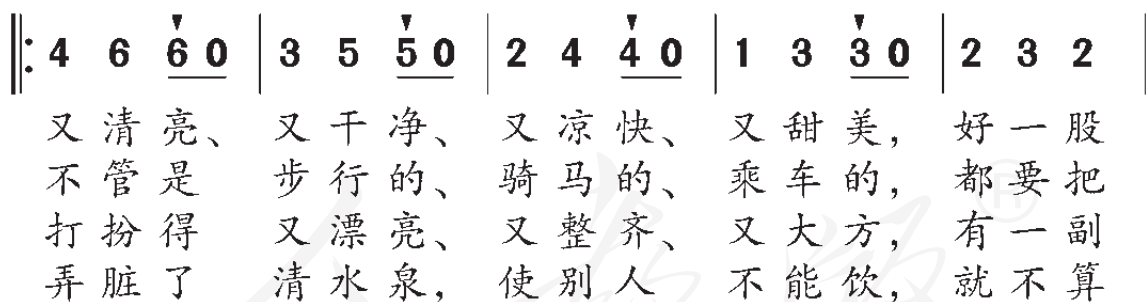 4 6 6 0 3 5 5 0 2 4 4 0 1 3 3 0 2 3 2
又清亮、 又干净、 又凉快、 又甜美， 好一股
不管是 步行的、 骑马的、 乘车的， 都要把
打扮得 又漂亮、 又整齐、 又大方， 有一副
弄脏了 清水泉， 使别人 不能饮， 就不算